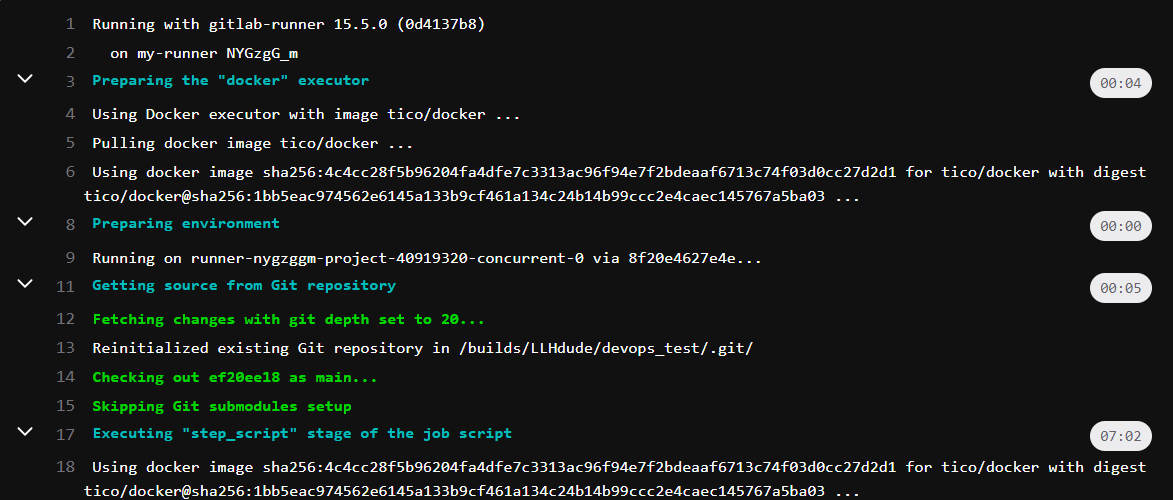 1 Running with gitlab-runner 15.5.0 (0d4137b8)
2 on my-runner NYGzgG_m
3 Preparing the "docker" executor 00:04
4 Using Docker executor with image tico/docker ...
5 Pulling docker image tico/docker ...
6 Using docker image sha256:4c4cc28f5b96204fa4dfe7c3313ac96f94e7f2bdeaaf6713c74f03d0cc27d2d1 for tico/docker with digest
tico/docker@sha256:1bb5eac974562e6145a133b9cf461a134c24b14b99ccc2e4caec145767a5ba03 ...
8 Preparing environment 00:00
9 Running on runner-nygzggm-project-40919320-concurrent-0 via 8f20e4627e4e...
11 Getting source from Git repository 00:05
12 Fetching changes with git depth set to 20...
13 Reinitialized existing Git repository in /builds/LLHdude/devops_test/.git/
14 Checking out ef20ee18 as main...
15 Skipping Git submodules setup
17 Executing "step_script" stage of the job script 07:02
18 Using docker image sha256:4c4cc28f5b96204fa4dfe7c3313ac96f94e7f2bdeaaf6713c74f03d0cc27d2d1 for tico/docker with digest
tico/docker@sha256:1bb5eac974562e6145a133b9cf461a134c24b14b99ccc2e4caec145767a5ba03 ...